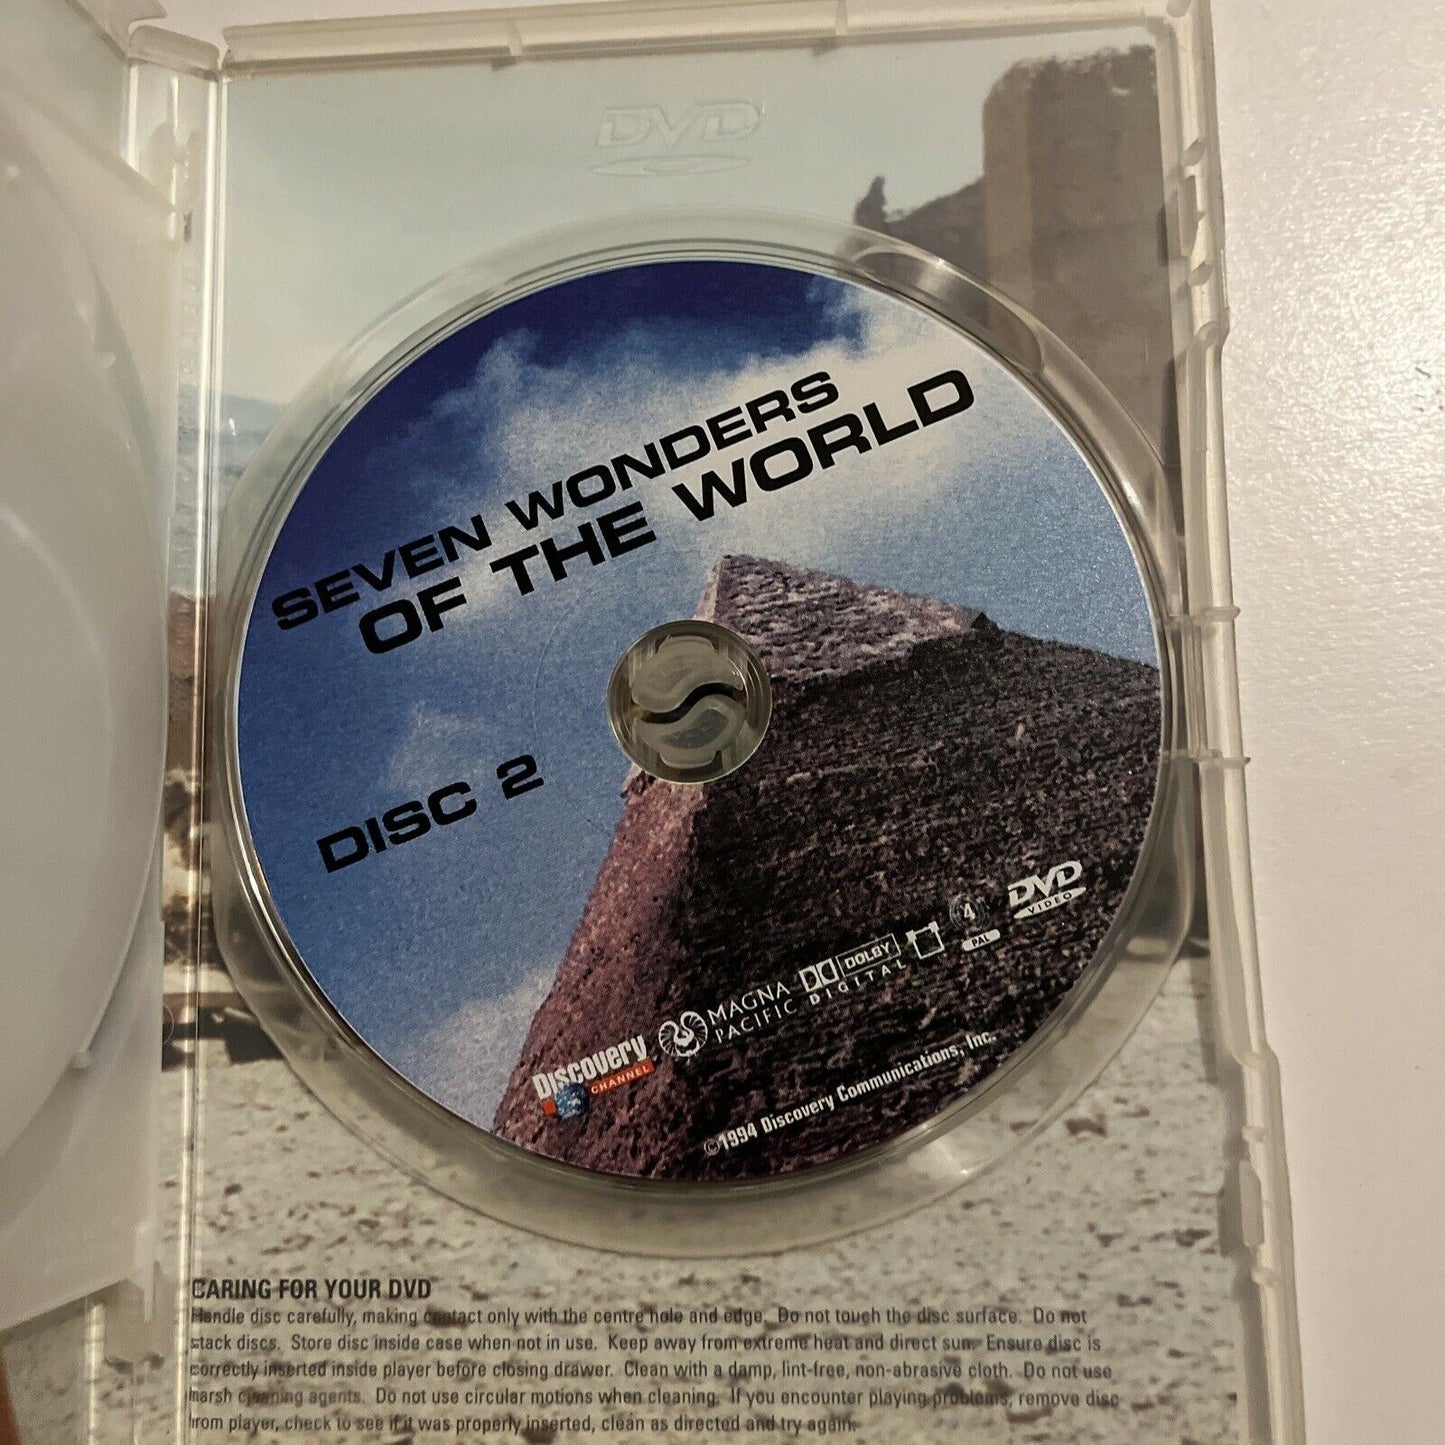 DVD
SEVEN WONDERS
OF THE WORLD
DISC 2
DVD
VIDEO
4
PAL
DOLBY
DIGITAL
MAGNA
PACIFIC
Discovery
CHANNEL
©1994 Discovery Communications, Inc.
CARING FOR YOUR DVD
Handle disc carefully, making contact only with the centre hole and edge. Do not touch the disc surface. Do not
stack discs. Store disc inside case when not in use. Keep away from extreme heat and direct sun. Ensure disc is
correctly inserted inside player before closing drawer. Clean with a damp, lint-free, non-abrasive cloth. Do not use
harsh cleaning agents. Do not use circular motions when cleaning. If you encounter playing problems, remove disc
from player, check to see if it was properly inserted, clean as directed and try again.